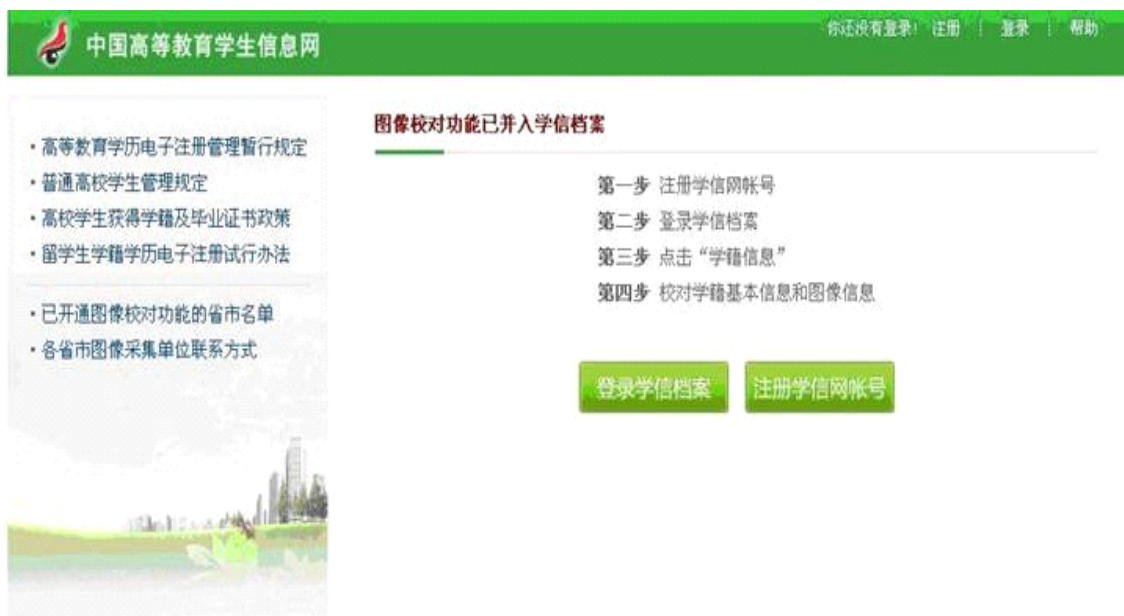 中国高等教育学生信息网
你还没有登录! 注册 | 登录 | 帮助
· 高等教育学历电子注册管理暂行规定
· 普通高校学生管理规定
· 高校学生获得学籍及毕业证书政策
· 留学生学籍学历电子注册试行办法
· 已开通图像校对功能的省市名单
· 各省市图像采集单位联系方式
图像校对功能已并入学信档案
第一步 注册学信网帐号
第二步 登录学信档案
第三步 点击“学籍信息”
第四步 校对学籍基本信息和图像信息
登录学信档案 注册学信网帐号